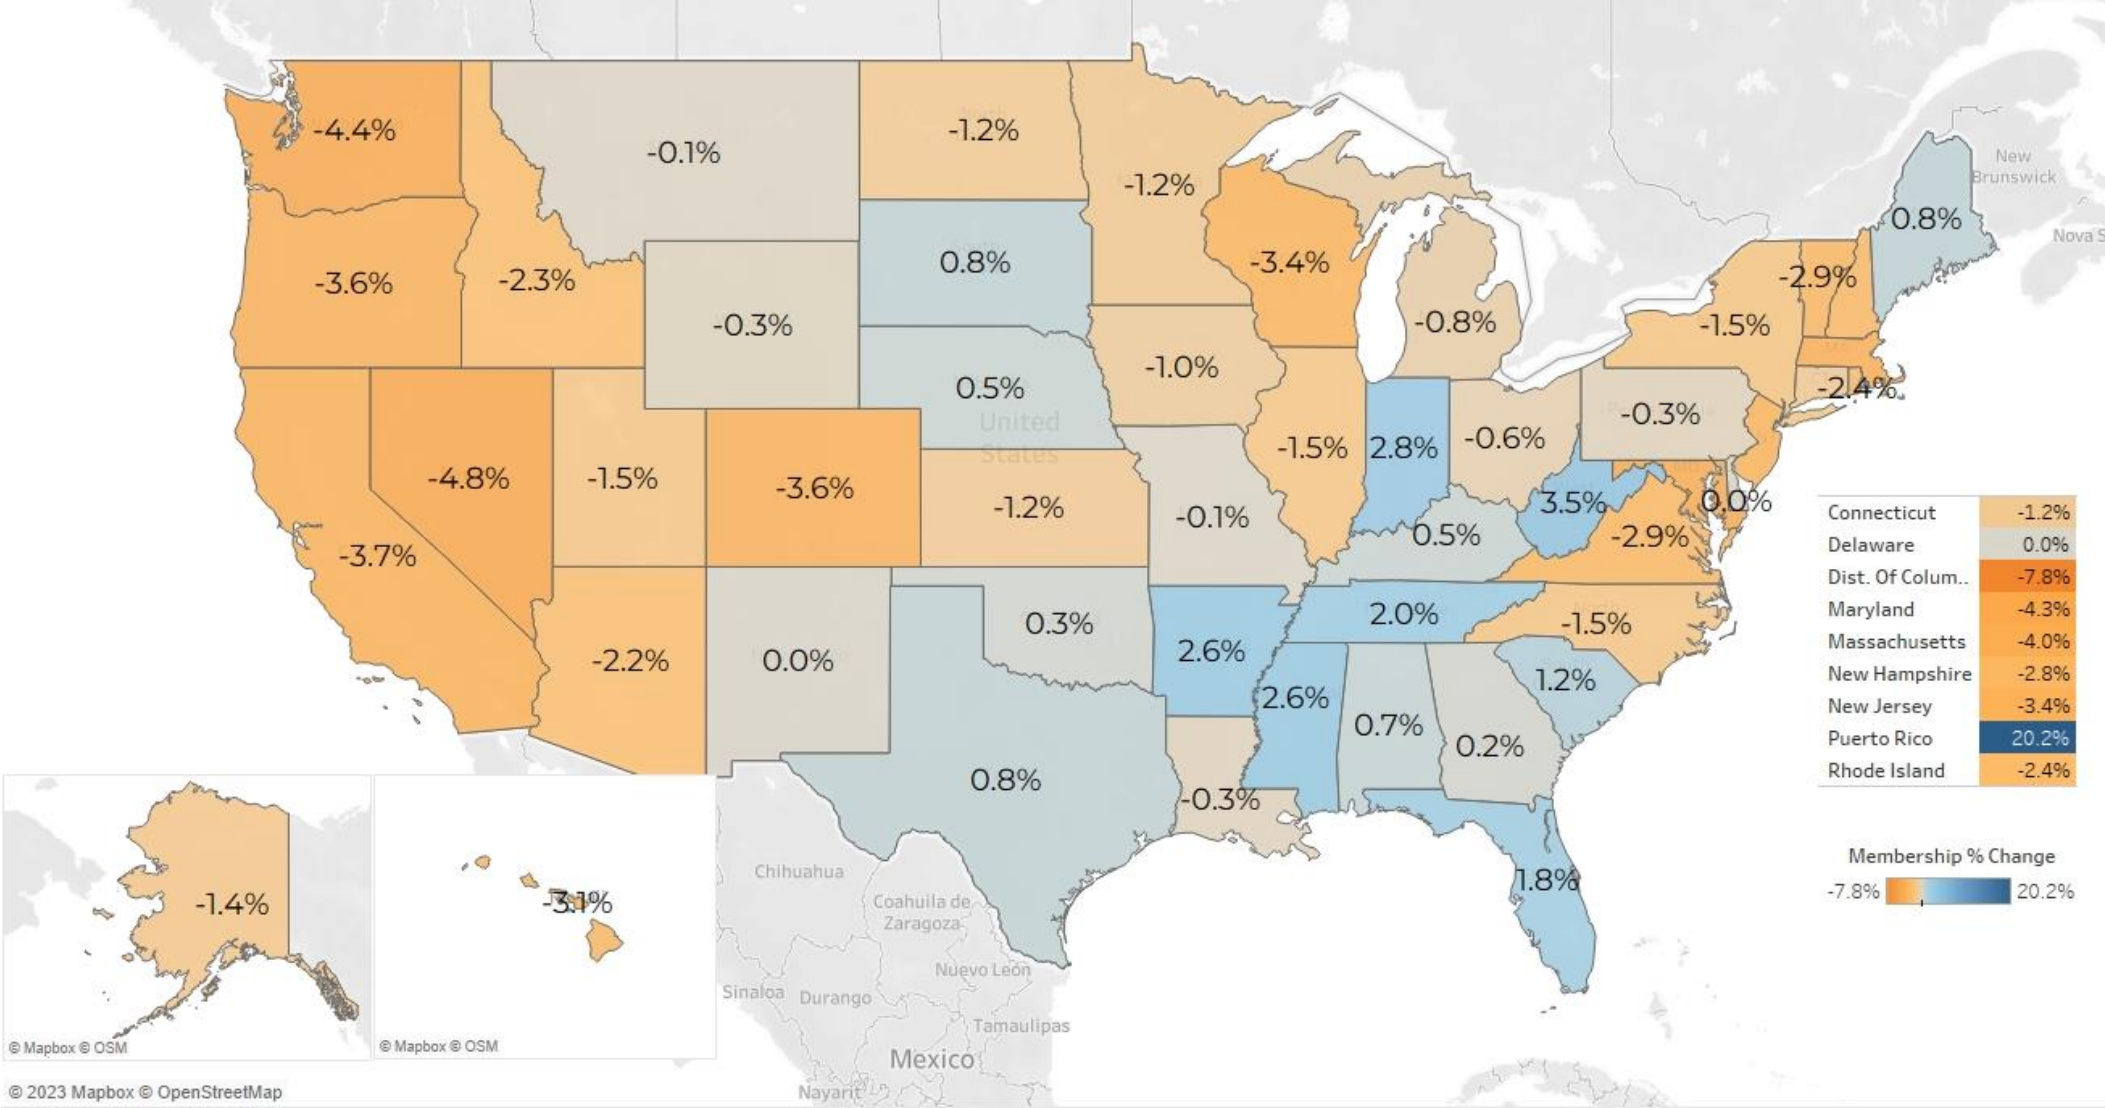 New
Brunswick
Nova S
-4.4%
-0.1%
-1.2%
-1.2%
0.8%
-3.6%
-2.3%
-0.3%
0.8%
-3.4%
-0.8%
-2.9%
-1.5%
-1.0%
0.5%
United
States
-2.4%
-0.3%
-4.8%
-1.5%
-3.6%
-1.2%
-0.1%
-1.5%
2.8%
-0.6%
3.5%
0.0%
-3.7%
0.5%
-2.9%
-2.2%
0.0%
0.3%
2.6%
2.0%
-1.5%
2.6%
0.7%
0.2%
1.2%
0.8%
-0.3%
1.8%
Connecticut -1.2%
Delaware 0.0%
Dist. Of Colum.. -7.8%
Maryland -4.3%
Massachusetts -4.0%
New Hampshire -2.8%
New Jersey -3.4%
Puerto Rico 20.2%
Rhode Island -2.4%
Membership % Change
-7.8% 20.2%
-1.4%
-3.1%
Chihuahua
Coahuila de
Zaragoza
Nuevo León
Sinaloa
Durango
Tamaulipas
Mexico
Nayarit
© Mapbox © OSM
© Mapbox © OSM
© 2023 Mapbox © OpenStreetMap